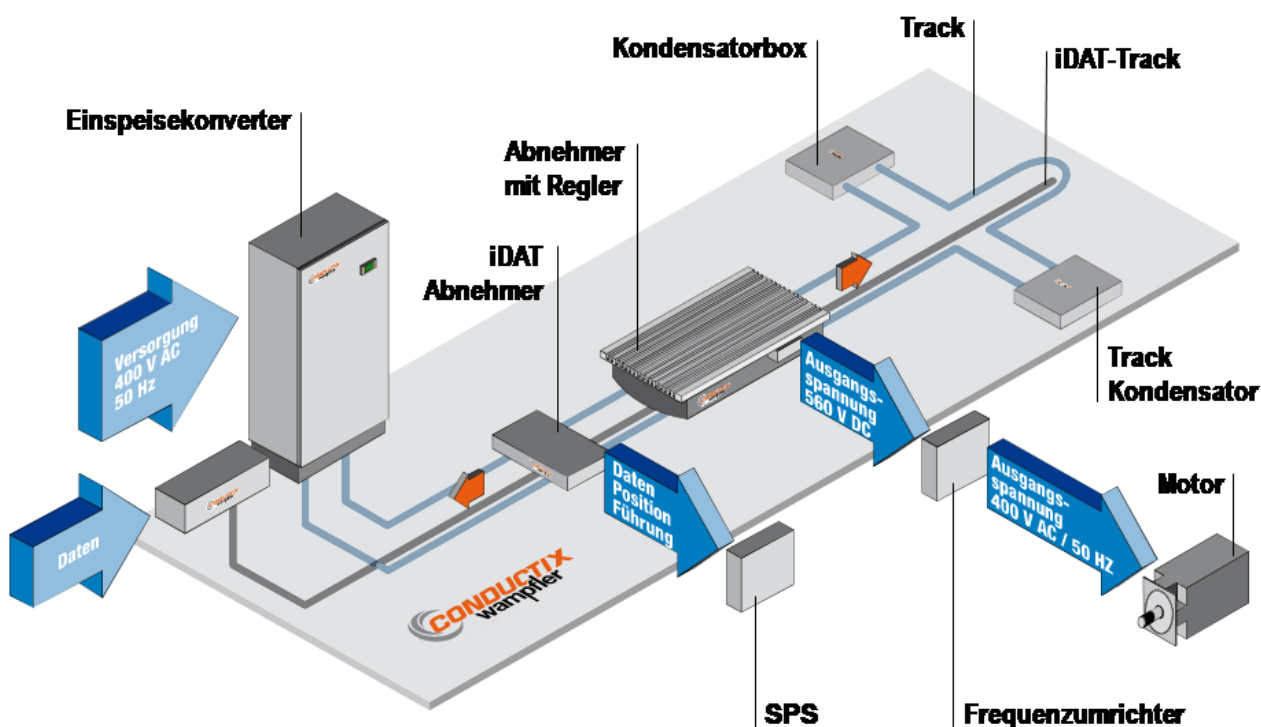 Track
Kondensatorbox
iDAT-Track
Einspeisekonverter
Abnehmer
mit Regler
iDAT
Abnehmer
Versorgung
400 V AC
50 Hz
Ausgangs-
spannung
560 V DC
Track
Kondensator
Daten
Position
Führung
Ausgangs-
spannung
400 V AC / 50 HZ
Motor
Daten
CONDUCTIX
wampfler
SPS
Frequenzumrichter